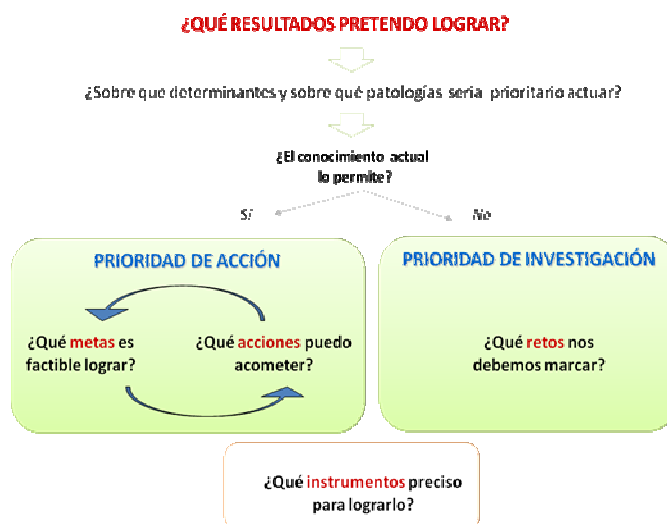 ¿QUÉ RESULTADOS PRETENDO LOGRAR?
¿Sobre que determinantes y sobre qué patologías seria prioritario actuar?
¿El conocimiento actual
lo permite?
Sí
No
PRIORIDAD DE ACCIÓN
¿Qué metas es
factible lograr?
¿Qué acciones puedo
acometer?
PRIORIDAD DE INVESTIGACIÓN
¿Qué retos nos
debemos marcar?
¿Qué instrumentos preciso
para lograrlo?